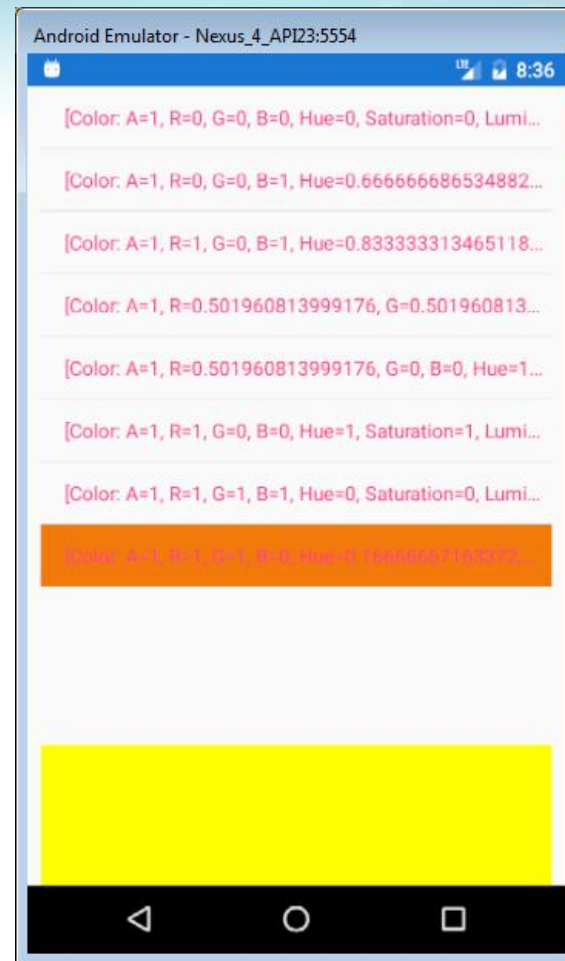 Android Emulator - Nexus_4_API23:5554
LTE 8:36
[Color: A=1, R=0, G=0, B=0, Hue=0, Saturation=0, Lumi...
[Color: A=1, R=0, G=0, B=1, Hue=0.666666686534882...
[Color: A=1, R=1, G=0, B=1, Hue=0.833333313465118...
[Color: A=1, R=0.501960813999176, G=0.501960813...
[Color: A=1, R=0.501960813999176, G=0, B=0, Hue=1...
[Color: A=1, R=1, G=0, B=0, Hue=1, Saturation=1, Lumi...
[Color: A=1, R=1, G=1, B=1, Hue=0, Saturation=0, Lumi...
[Color: A=1, R=1, G=1, B=0, Hue=0.16666667163372...